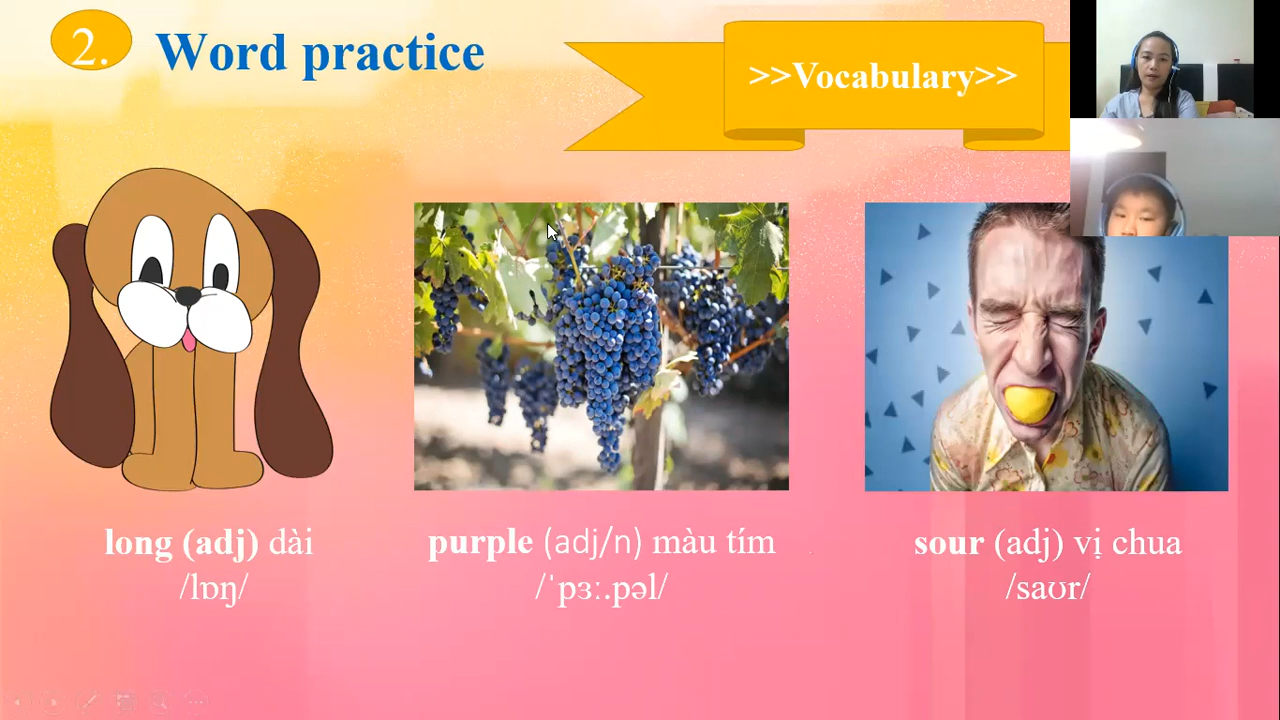 2. Word practice
>>Vocabulary>>
long (adj) dài
/lɒŋ/
purple (adj/n) màu tím
/ˈpɜː.pəl/
sour (adj) vị chua
/saʊr/